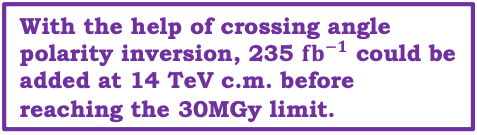 With the help of crossing angle
polarity inversion, 235 fb⁻¹ could be
added at 14 TeV c.m. before
reaching the 30MGy limit.